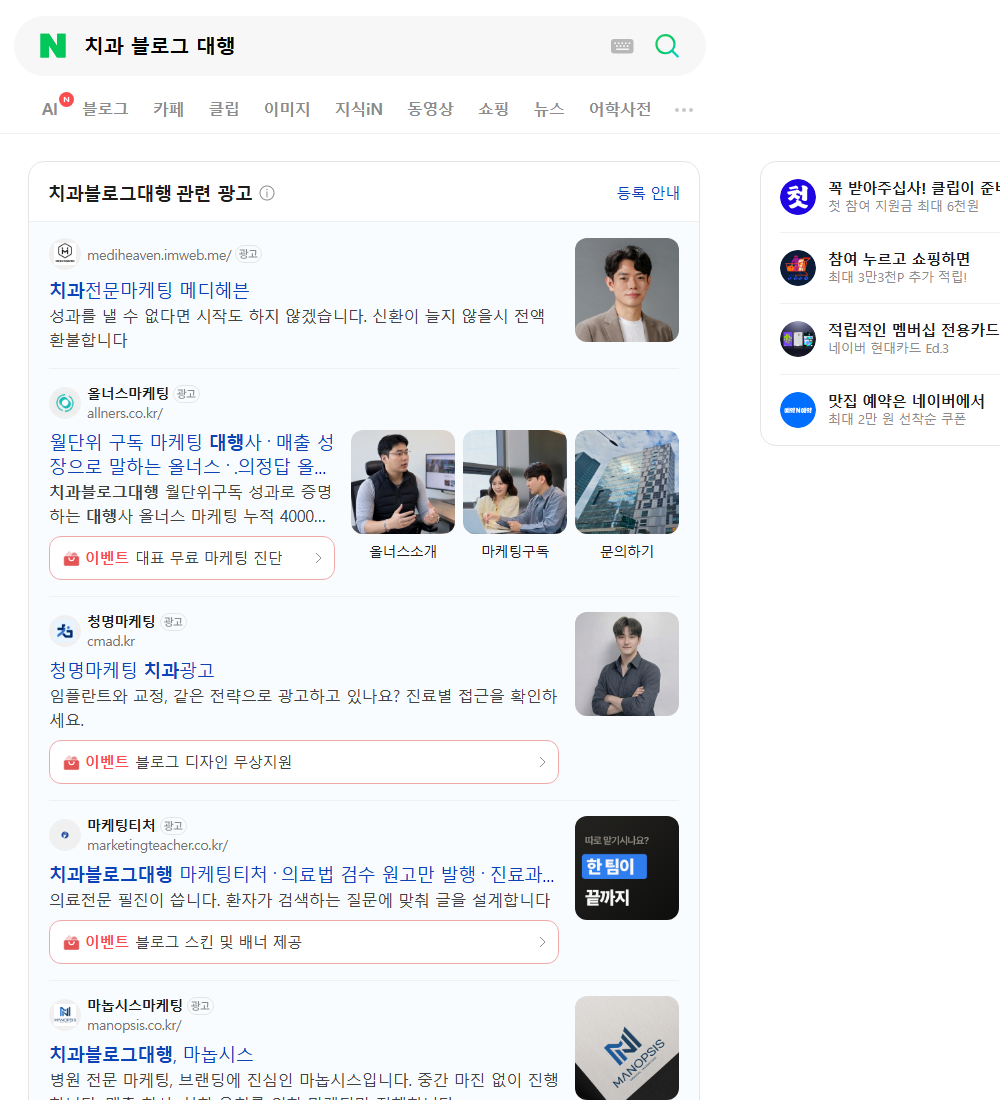 치과 블로그 대행
AI N 블로그 카페 클립 이미지 지식iN 동영상 쇼핑 뉴스 어학사전
치과블로그대행 관련 광고
등록 안내
mediheaven.imweb.me/ 광고
치과전문마케팅 메디헤븐
성과를 낼 수 없다면 시작도 하지 않겠습니다. 신환이 늘지 않을시 전액
환불합니다
올너스마케팅 광고
allners.co.kr/
월단위 구독 마케팅 대행사 · 매출 성
장으로 말하는 올너스 · .의정답 올...
치과블로그대행 월단위구독 성과로 증명
하는 대행사 올너스 마케팅 누적 4000...
이벤트 대표 무료 마케팅 진단
올너스소개
마케팅구독
문의하기
청명마케팅 광고
cmad.kr
청명마케팅 치과광고
임플란트와 교정, 같은 전략으로 광고하고 있나요? 진료별 접근을 확인하
세요.
이벤트 블로그 디자인 무상지원
마케팅티처 광고
marketingteacher.co.kr/
치과블로그대행 마케팅티처 · 의료법 검수 원고만 발행 · 진료과...
의료전문 필진이 씁니다. 환자가 검색하는 질문에 맞춰 글을 설계합니다
이벤트 블로그 스킨 및 배너 제공
따로 맡기시나요?
한 팀이
끝까지
마놉시스마케팅 광고
manopsis.co.kr/
치과블로그대행, 마놉시스
병원 전문 마케팅, 브랜딩에 진심인 마놉시스입니다. 중간 마진 없이 진행
MANOPSIS
첫
꼭 받아주십사! 클립이 준
첫 참여 지원금 최대 6천원
참여 누르고 쇼핑하면
최대 3만3천P 추가 적립!
적립적인 멤버십 전용카드
네이버 현대카드 Ed.3
맛집 예약은 네이버에서
최대 2만 원 선착순 쿠폰